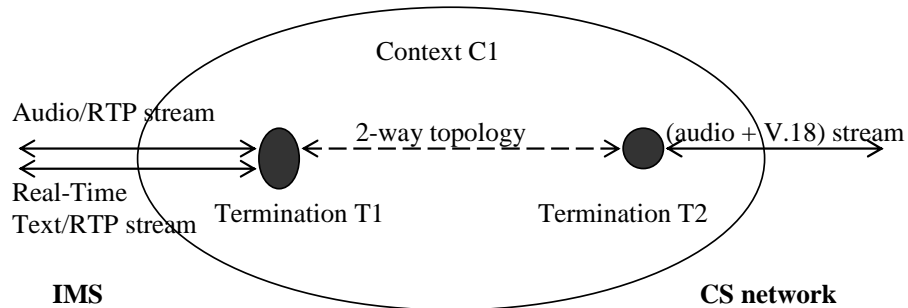 Context C1
Audio/RTP stream
2-way topology
(audio + V.18) stream
Real-Time
Text/RTP stream
Termination T1
Termination T2
IMS
CS network